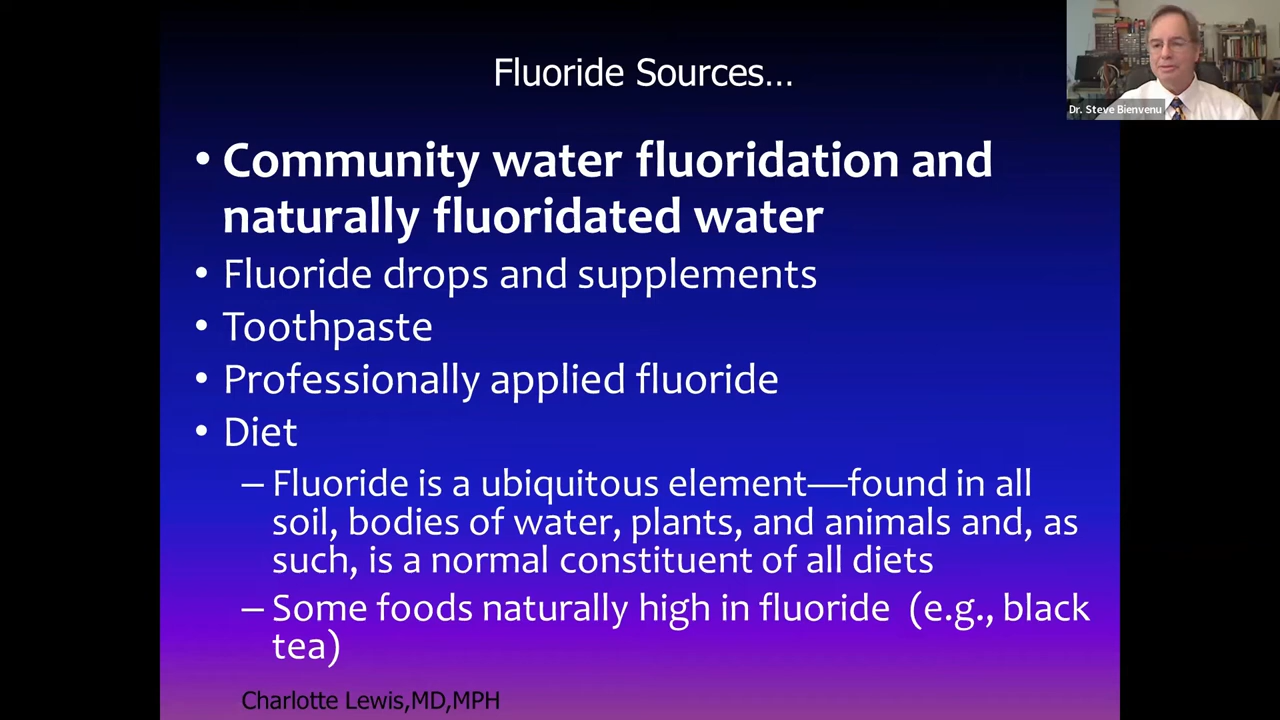 Fluoride Sources...
Dr. Steve Bienvenu
• Community water fluoridation and
naturally fluoridated water
• Fluoride drops and supplements
• Toothpaste
• Professionally applied fluoride
• Diet
– Fluoride is a ubiquitous element—found in all
soil, bodies of water, plants, and animals and, as
such, is a normal constituent of all diets
– Some foods naturally high in fluoride (e.g., black
tea)
Charlotte Lewis,MD,MPH